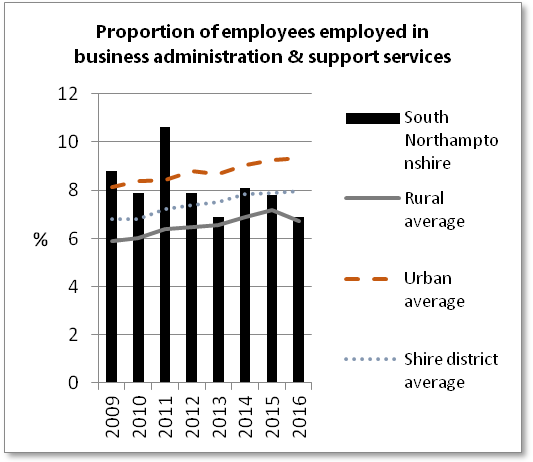 Proportion of employees employed in
business administration & support services
12
10
8
6
4
2
0
%
2009
2010
2011
2012
2013
2014
2015
2016
South
Northampto
nshire
Rural
average
Urban
average
Shire district
average